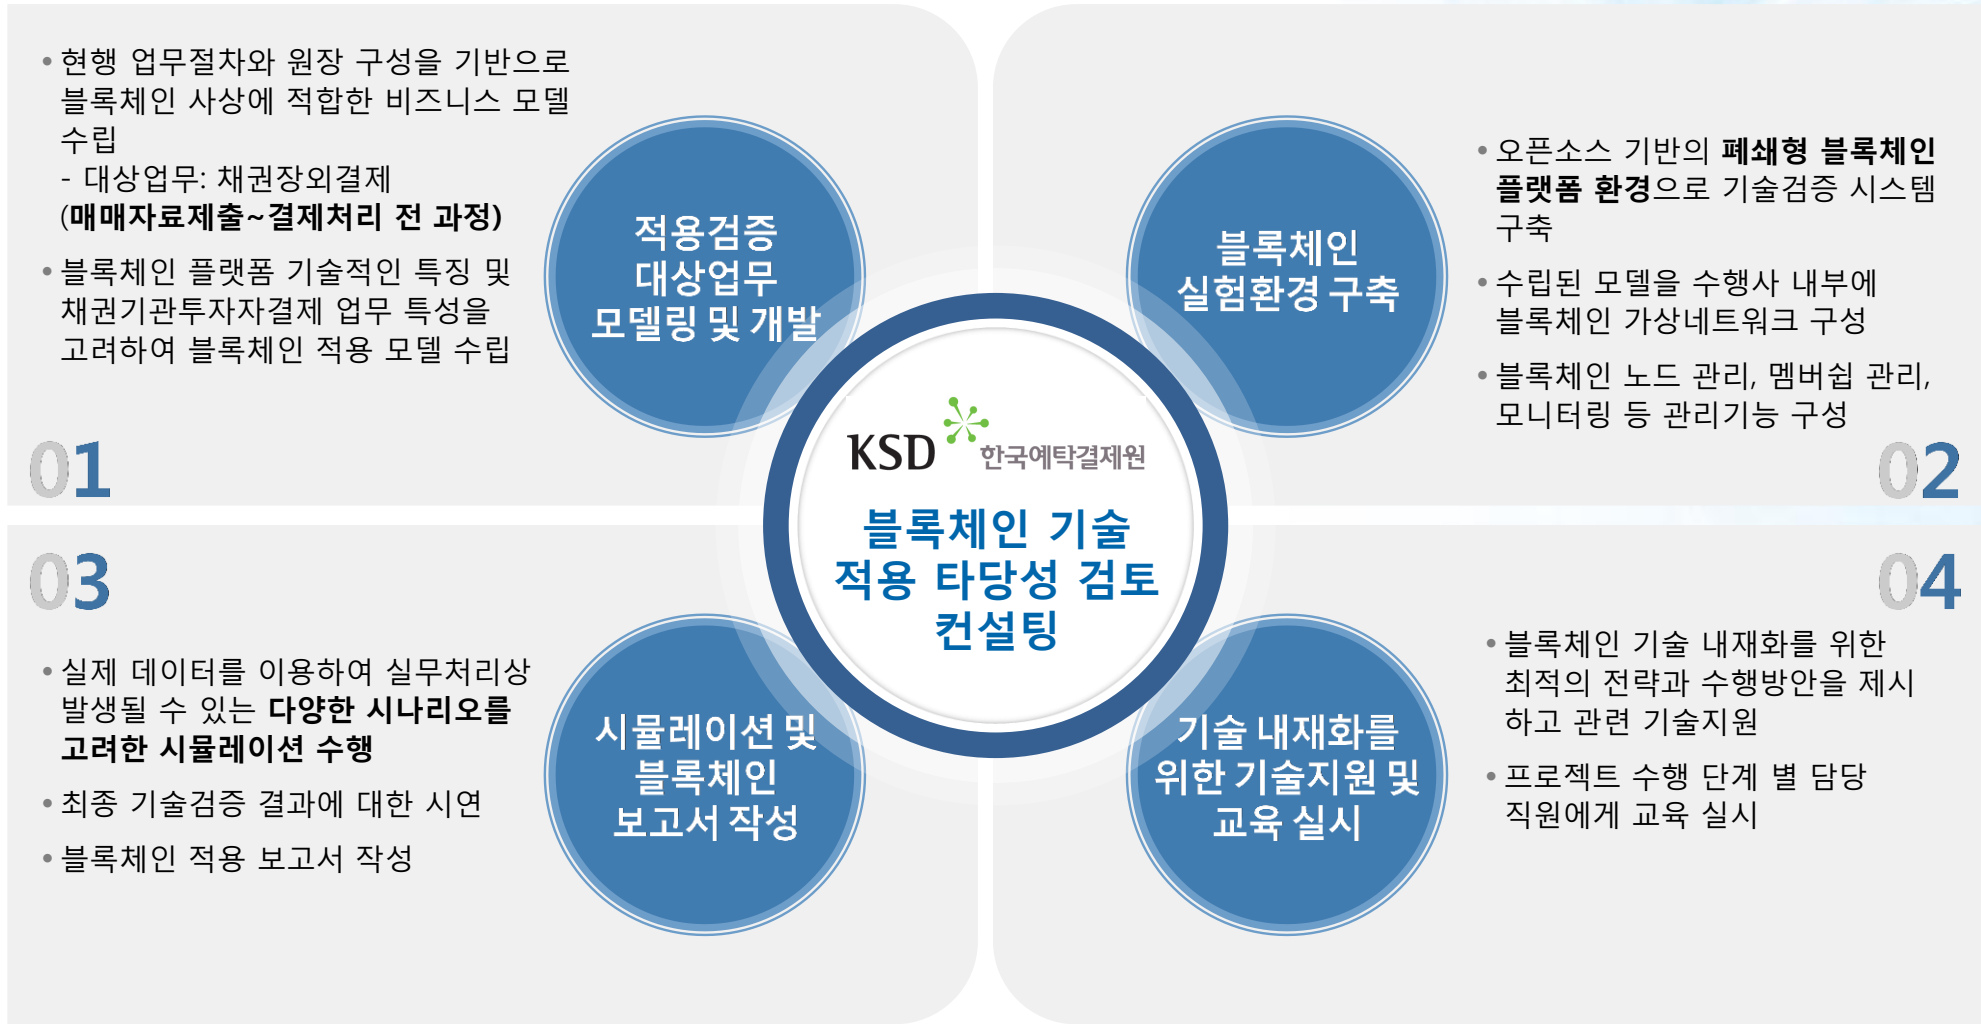 • 현행 업무절차와 원장 구성을 기반으로
블록체인 사상에 적합한 비즈니스 모델
수립
- 대상업무: 채권장외결제
(매매자료제출~결제처리 전 과정)
• 블록체인 플랫폼 기술적인 특징 및
채권기관투자자결제 업무 특성을
고려하여 블록체인 적용 모델 수립
01
적용검증
대상업무
모델링 및 개발
블록체인
실험환경 구축
• 오픈소스 기반의 폐쇄형 블록체인
플랫폼 환경으로 기술검증 시스템
구축
• 수립된 모델을 수행사 내부에
블록체인 가상네트워크 구성
• 블록체인 노드 관리, 멤버쉽 관리,
모니터링 등 관리기능 구성
02
KSD 한국예탁결제원
블록체인 기술
적용 타당성 검토
컨설팅
03
• 실제 데이터를 이용하여 실무처리상
발생될 수 있는 다양한 시나리오를
고려한 시뮬레이션 수행
• 최종 기술검증 결과에 대한 시연
• 블록체인 적용 보고서 작성
시뮬레이션 및
블록체인
보고서 작성
기술 내재화를
위한 기술지원 및
교육 실시
04
• 블록체인 기술 내재화를 위한
최적의 전략과 수행방안을 제시
하고 관련 기술지원
• 프로젝트 수행 단계 별 담당
직원에게 교육 실시